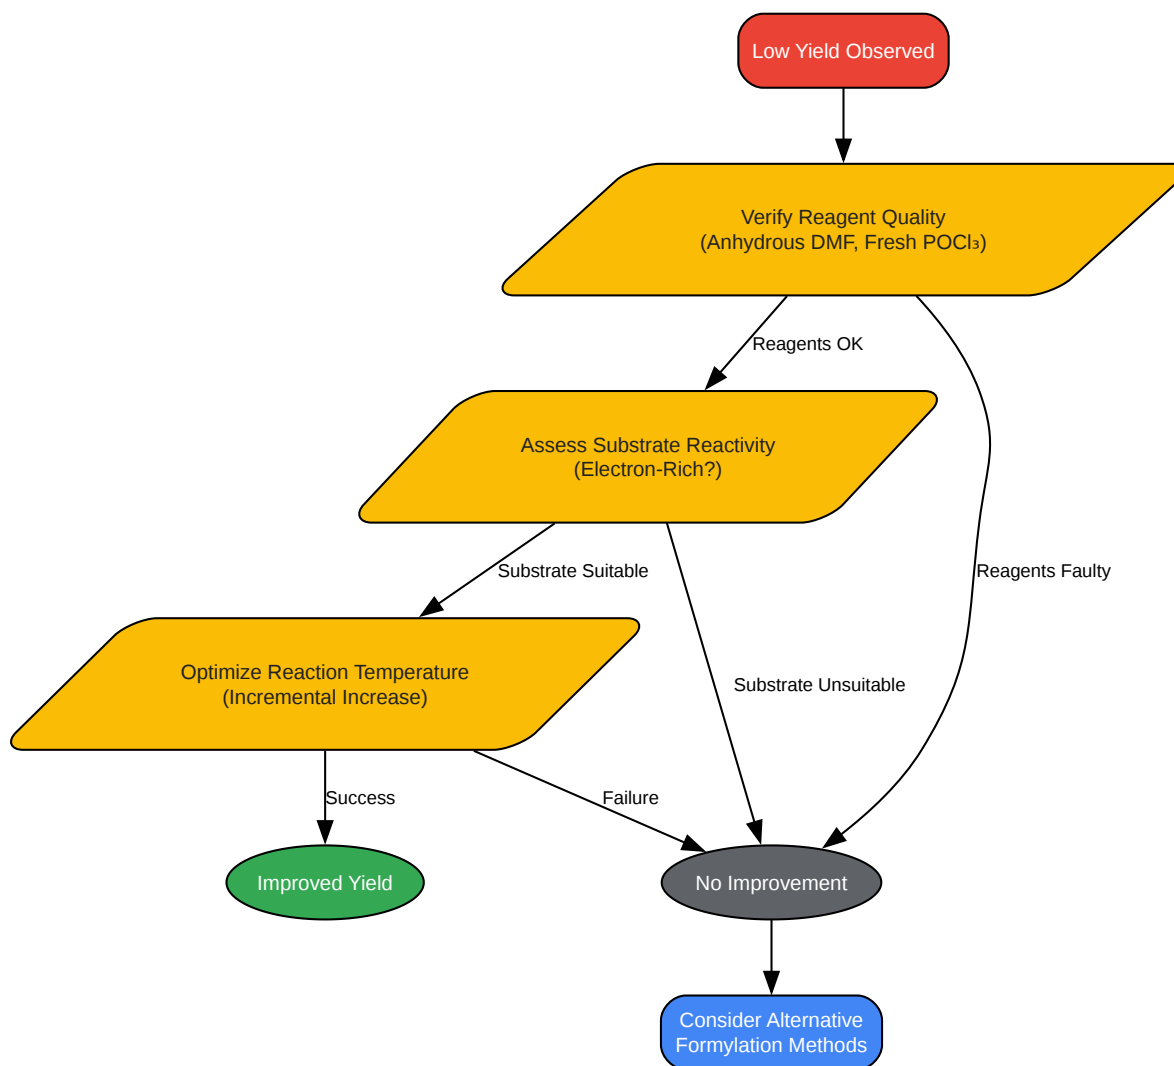 Low Yield Observed
Verify Reagent Quality
(Anhydrous DMF, Fresh POCl₃)
Reagents OK
Assess Substrate Reactivity
(Electron-Rich?)
Substrate Suitable
Reagents Faulty
Optimize Reaction Temperature
(Incremental Increase)
Substrate Unsuitable
Success
Failure
Improved Yield
No Improvement
Consider Alternative
Formylation Methods